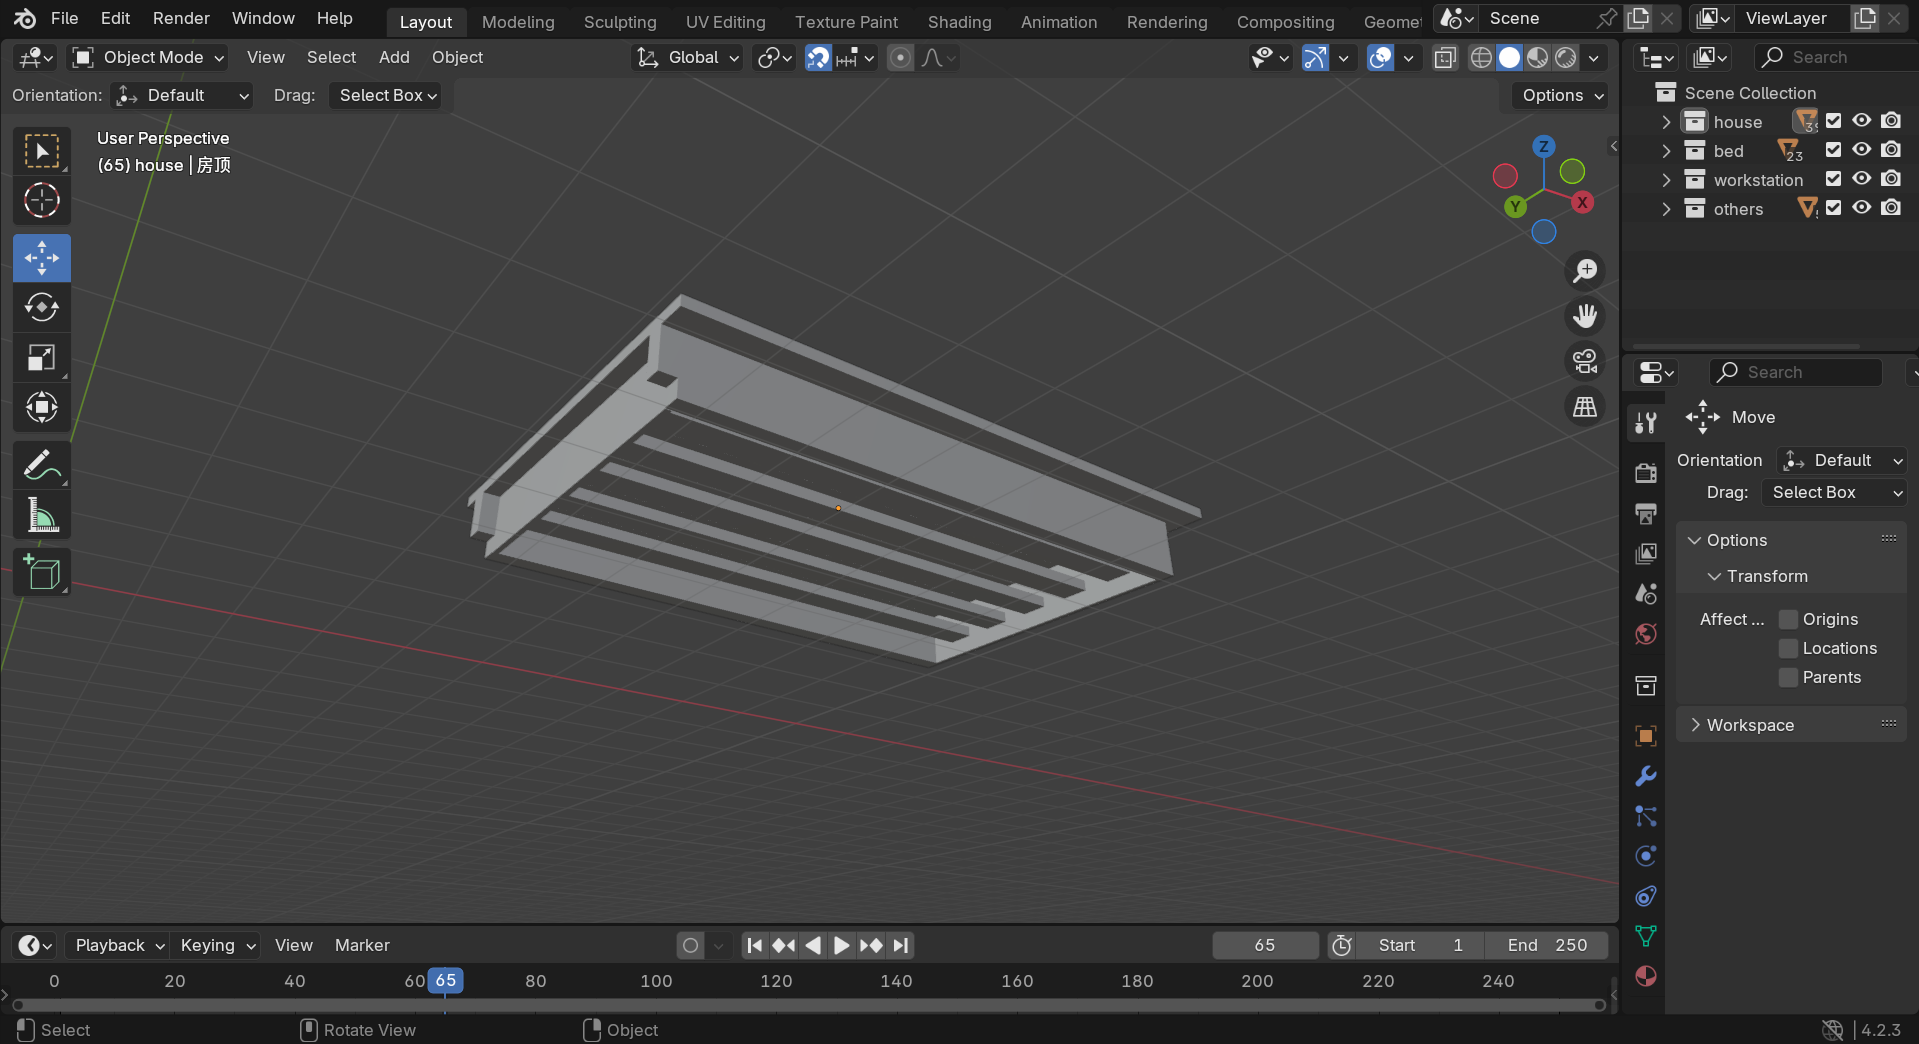 File Edit Render Window Help Layout Modeling Sculpting UV Editing Texture Paint Shading Animation Rendering Compositing Scene ViewLayer
Object Mode View Select Add Object Global Search
Orientation: Default Drag: Select Box Options
Scene Collection
User Perspective
(65) house | 房顶
house
bed 23
workstation
others
Z
Y
X
Search
Move
Orientation Default
Drag: Select Box
Options
Transform
Affect ... Origins
Locations
Parents
Workspace
Playback Keying View Marker 65 Start 1 End 250
0 20 40 60 65 80 100 120 140 160 180 200 220 240
Select Rotate View Object 4.2.3